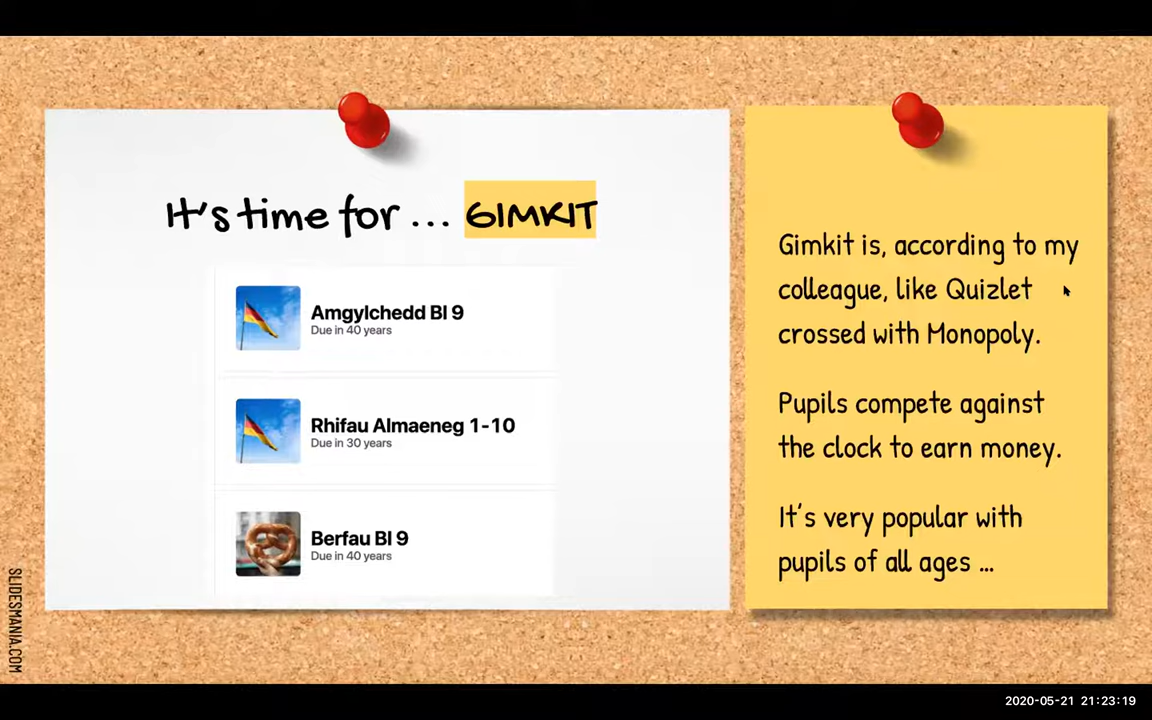 It's time for ... GIMKIT
Amgylchedd Bl 9
Due in 40 years
Rhifau Almaeneg 1-10
Due in 30 years
Berfau Bl 9
Due in 40 years
Gimkit is, according to my
colleague, like Quizlet
crossed with Monopoly.
Pupils compete against
the clock to earn money.
It's very popular with
pupils of all ages ...
SLIDESMANIA.COM
2020-05-21 21:23:19